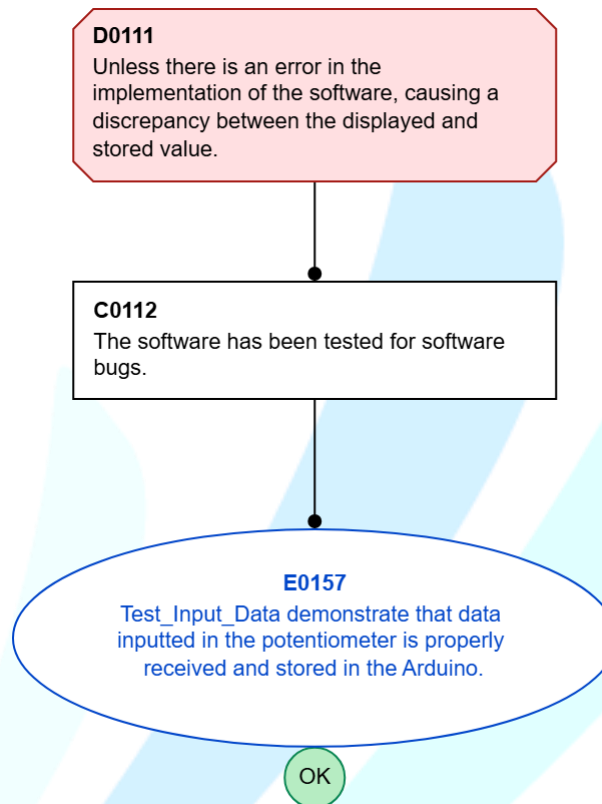 D0111
Unless there is an error in the
implementation of the software, causing a
discrepancy between the displayed and
stored value.
C0112
The software has been tested for software
bugs.
E0157
Test_Input_Data demonstrate that data
inputted in the potentiometer is properly
received and stored in the Arduino.
OK